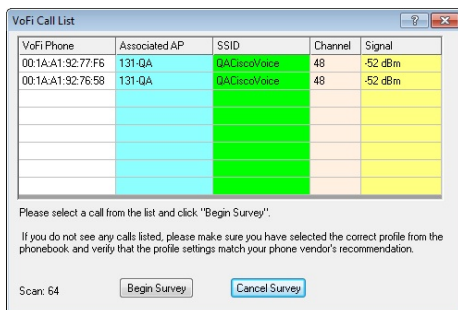 VoFi Call List
VoFi Phone Associated AP SSID Channel Signal
00:1A:A1:92:77:F6 131-QA QACiscoVoice 48 -52 dBm
00:1A:A1:92:76:58 131-QA QACiscoVoice 48 -52 dBm
Please select a call from the list and click "Begin Survey".
If you do not see any calls listed, please make sure you have selected the correct profile from the
phonebook and verify that the profile settings match your phone vendor's recommendation.
Scan: 64 Begin Survey Cancel Survey